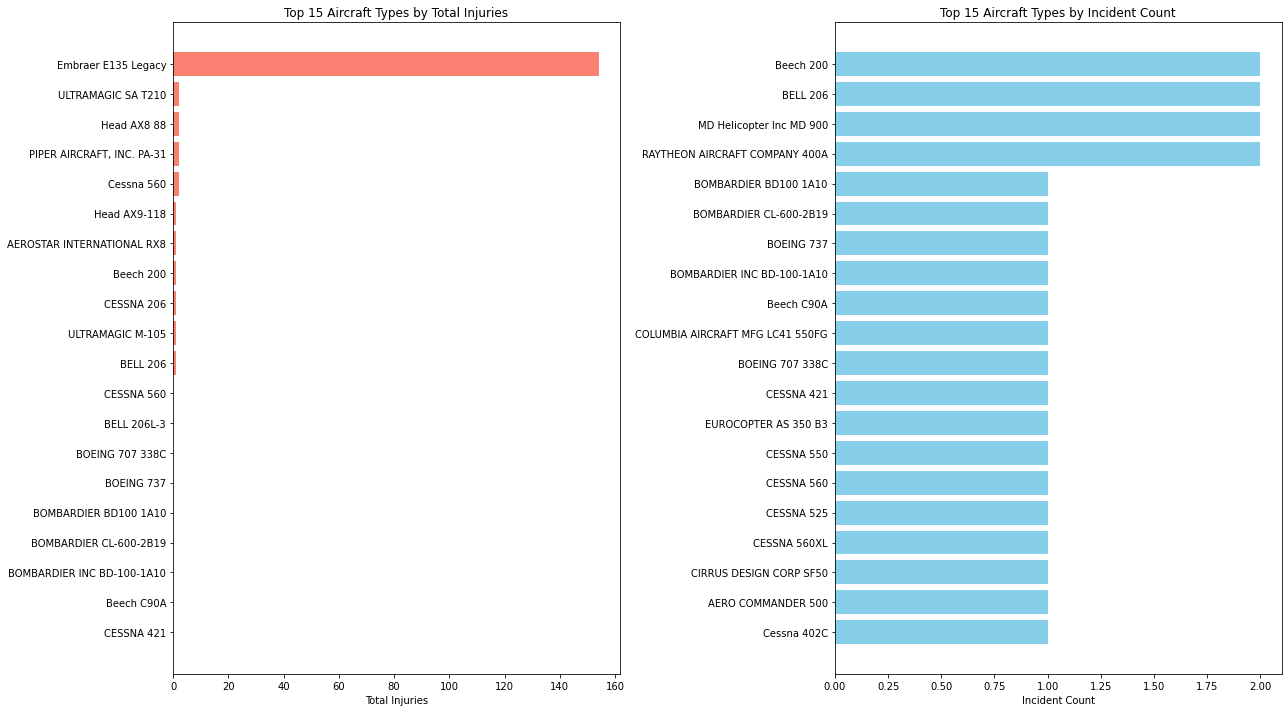 Top 15 Aircraft Types by Total Injuries
Embraer E135 Legacy
ULTRAMAGIC SA T210
Head AX8 88
PIPER AIRCRAFT, INC. PA-31
Cessna 560
Head AX9-118
AEROSTAR INTERNATIONAL RX8
Beech 200
CESSNA 206
ULTRAMAGIC M-105
BELL 206
CESSNA 560
BELL 206L-3
BOEING 707 338C
BOEING 737
BOMBARDIER BD100 1A10
BOMBARDIER CL-600-2B19
BOMBARDIER INC BD-100-1A10
Beech C90A
CESSNA 421
0 20 40 60 80 100 120 140 160
Total Injuries
Top 15 Aircraft Types by Incident Count
Beech 200
BELL 206
MD Helicopter Inc MD 900
RAYTHEON AIRCRAFT COMPANY 400A
BOMBARDIER BD100 1A10
BOMBARDIER CL-600-2B19
BOEING 737
BOMBARDIER INC BD-100-1A10
Beech C90A
COLUMBIA AIRCRAFT MFG LC41 550FG
BOEING 707 338C
CESSNA 421
EUROCOPTER AS 350 B3
CESSNA 550
CESSNA 560
CESSNA 525
CESSNA 560XL
CIRRUS DESIGN CORP SF50
AERO COMMANDER 500
Cessna 402C
0.00 0.25 0.50 0.75 1.00 1.25 1.50 1.75 2.00
Incident Count